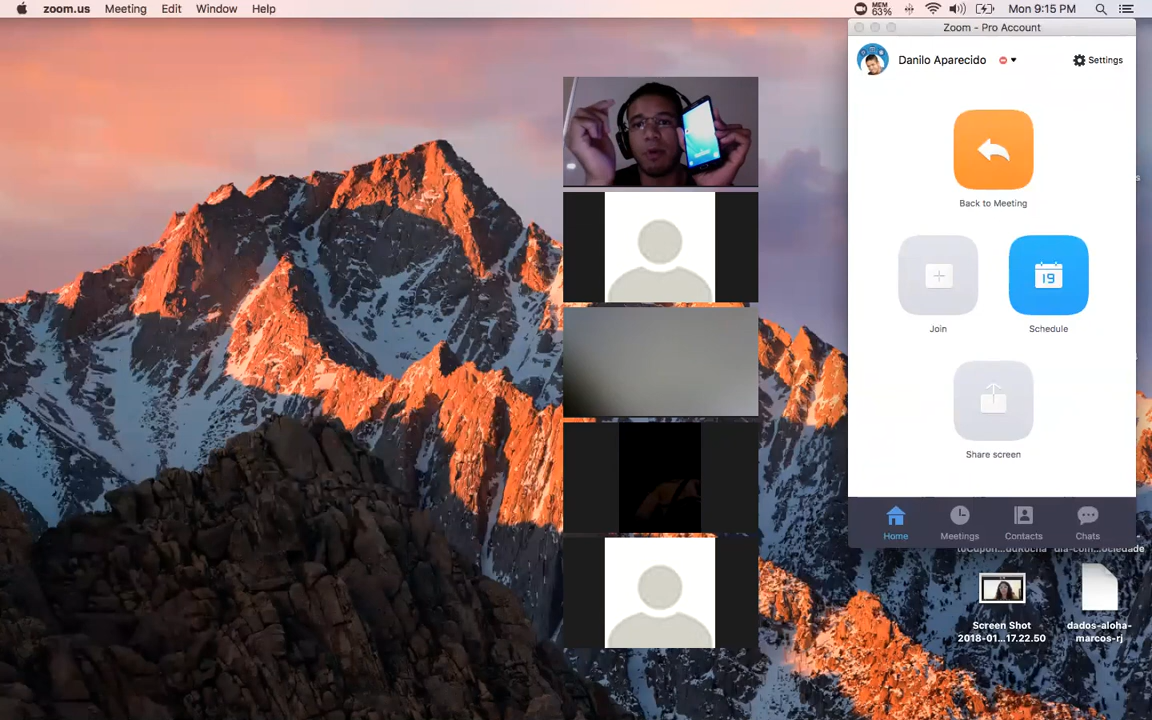 zoom.us Meeting Edit Window Help MEM 63% Mon 9:15 PM
Zoom - Pro Account
Danilo Aparecido Settings
Back to Meeting
19
Join Schedule
Share screen
Home Meetings Contacts Chats
Screen Shot
2018-01...17.22.50
dados-aloha-
marcos-rj